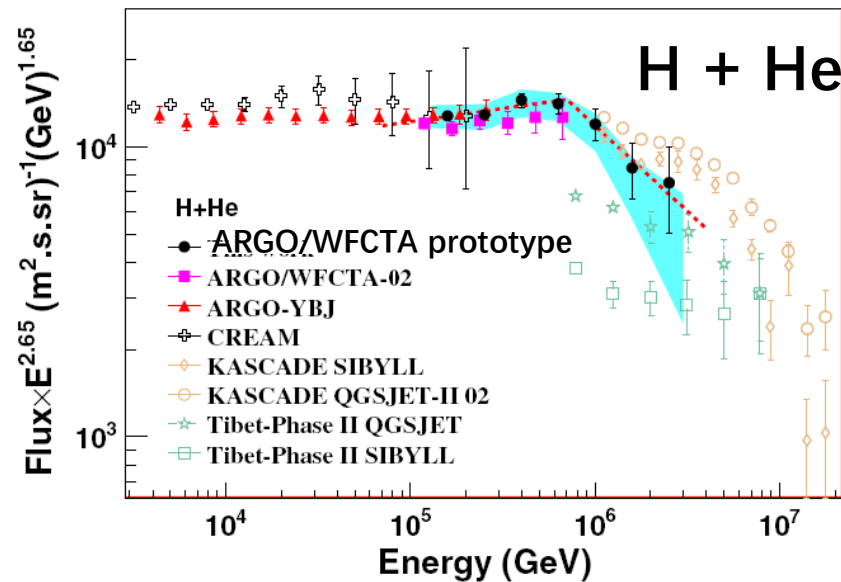 H + He
Flux×E^2.65 (m^2.s.sr)^-1(GeV)^1.65
10^4
10^3
H+He
ARGO/WFCTA prototype
ARGO/WFCTA-02
ARGO-YBJ
CREAM
KASCADE SIBYLL
KASCADE QGSJET-II 02
Tibet-Phase II QGSJET
Tibet-Phase II SIBYLL
10^4 10^5 10^6 10^7
Energy (GeV)